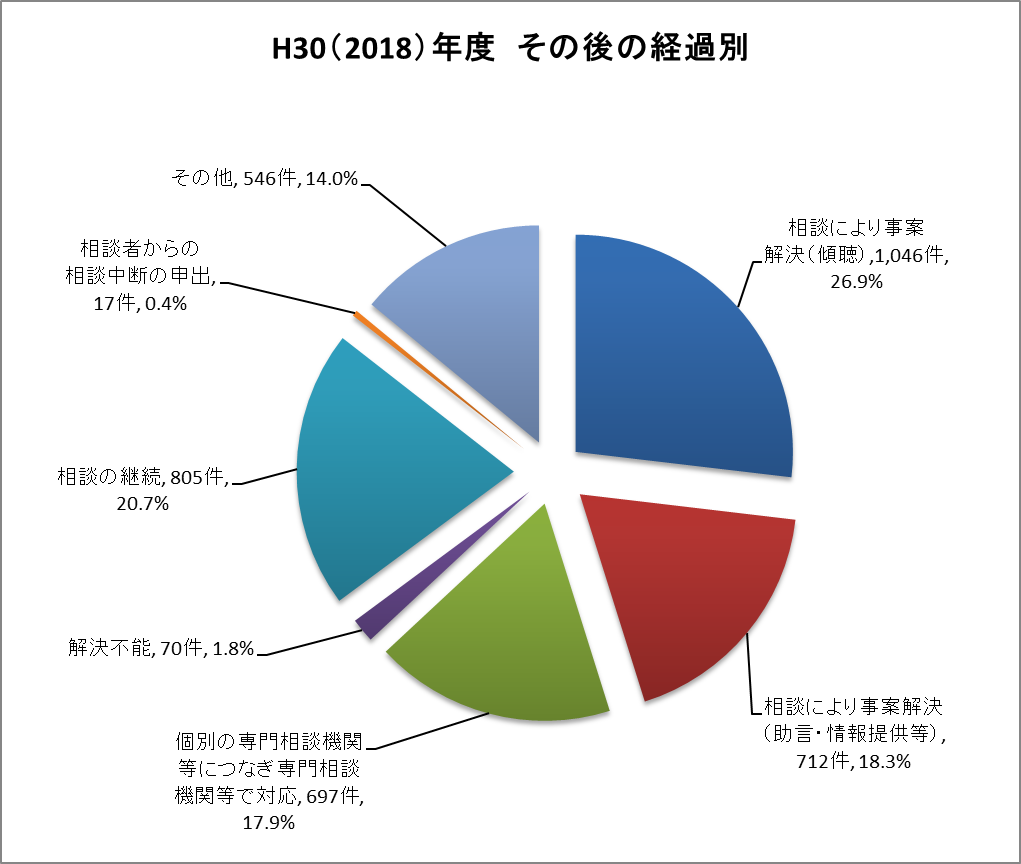 H30（2018）年度　その後の経過別
その他, 546件, 14.0%
相談により事案
解決（傾聴）,1,046件,
26.9%
相談者からの
相談中断の申出,
17件, 0.4%
相談の継続, 805件,
20.7%
解決不能, 70件, 1.8%
相談により事案解決
（助言・情報提供等）,
712件, 18.3%
個別の専門相談機関
等につなぎ専門相談
機関等で対応, 697件,
17.9%